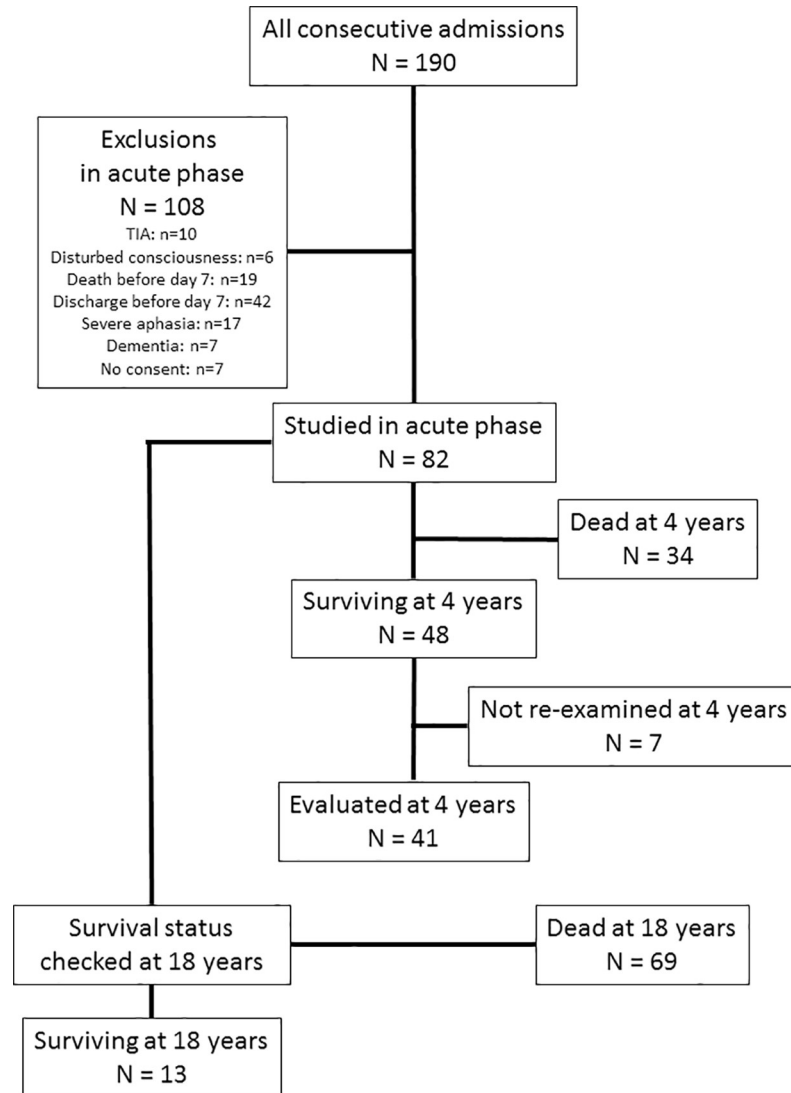 All consecutive admissions
N = 190
Exclusions
in acute phase
N = 108
TIA: n=10
Disturbed consciousness: n=6
Death before day 7: n=19
Discharge before day 7: n=42
Severe aphasia: n=17
Dementia: n=7
No consent: n=7
Studied in acute phase
N = 82
Dead at 4 years
N = 34
Surviving at 4 years
N = 48
Not re-examined at 4 years
N = 7
Evaluated at 4 years
N = 41
Survival status
checked at 18 years
Dead at 18 years
N = 69
Surviving at 18 years
N = 13